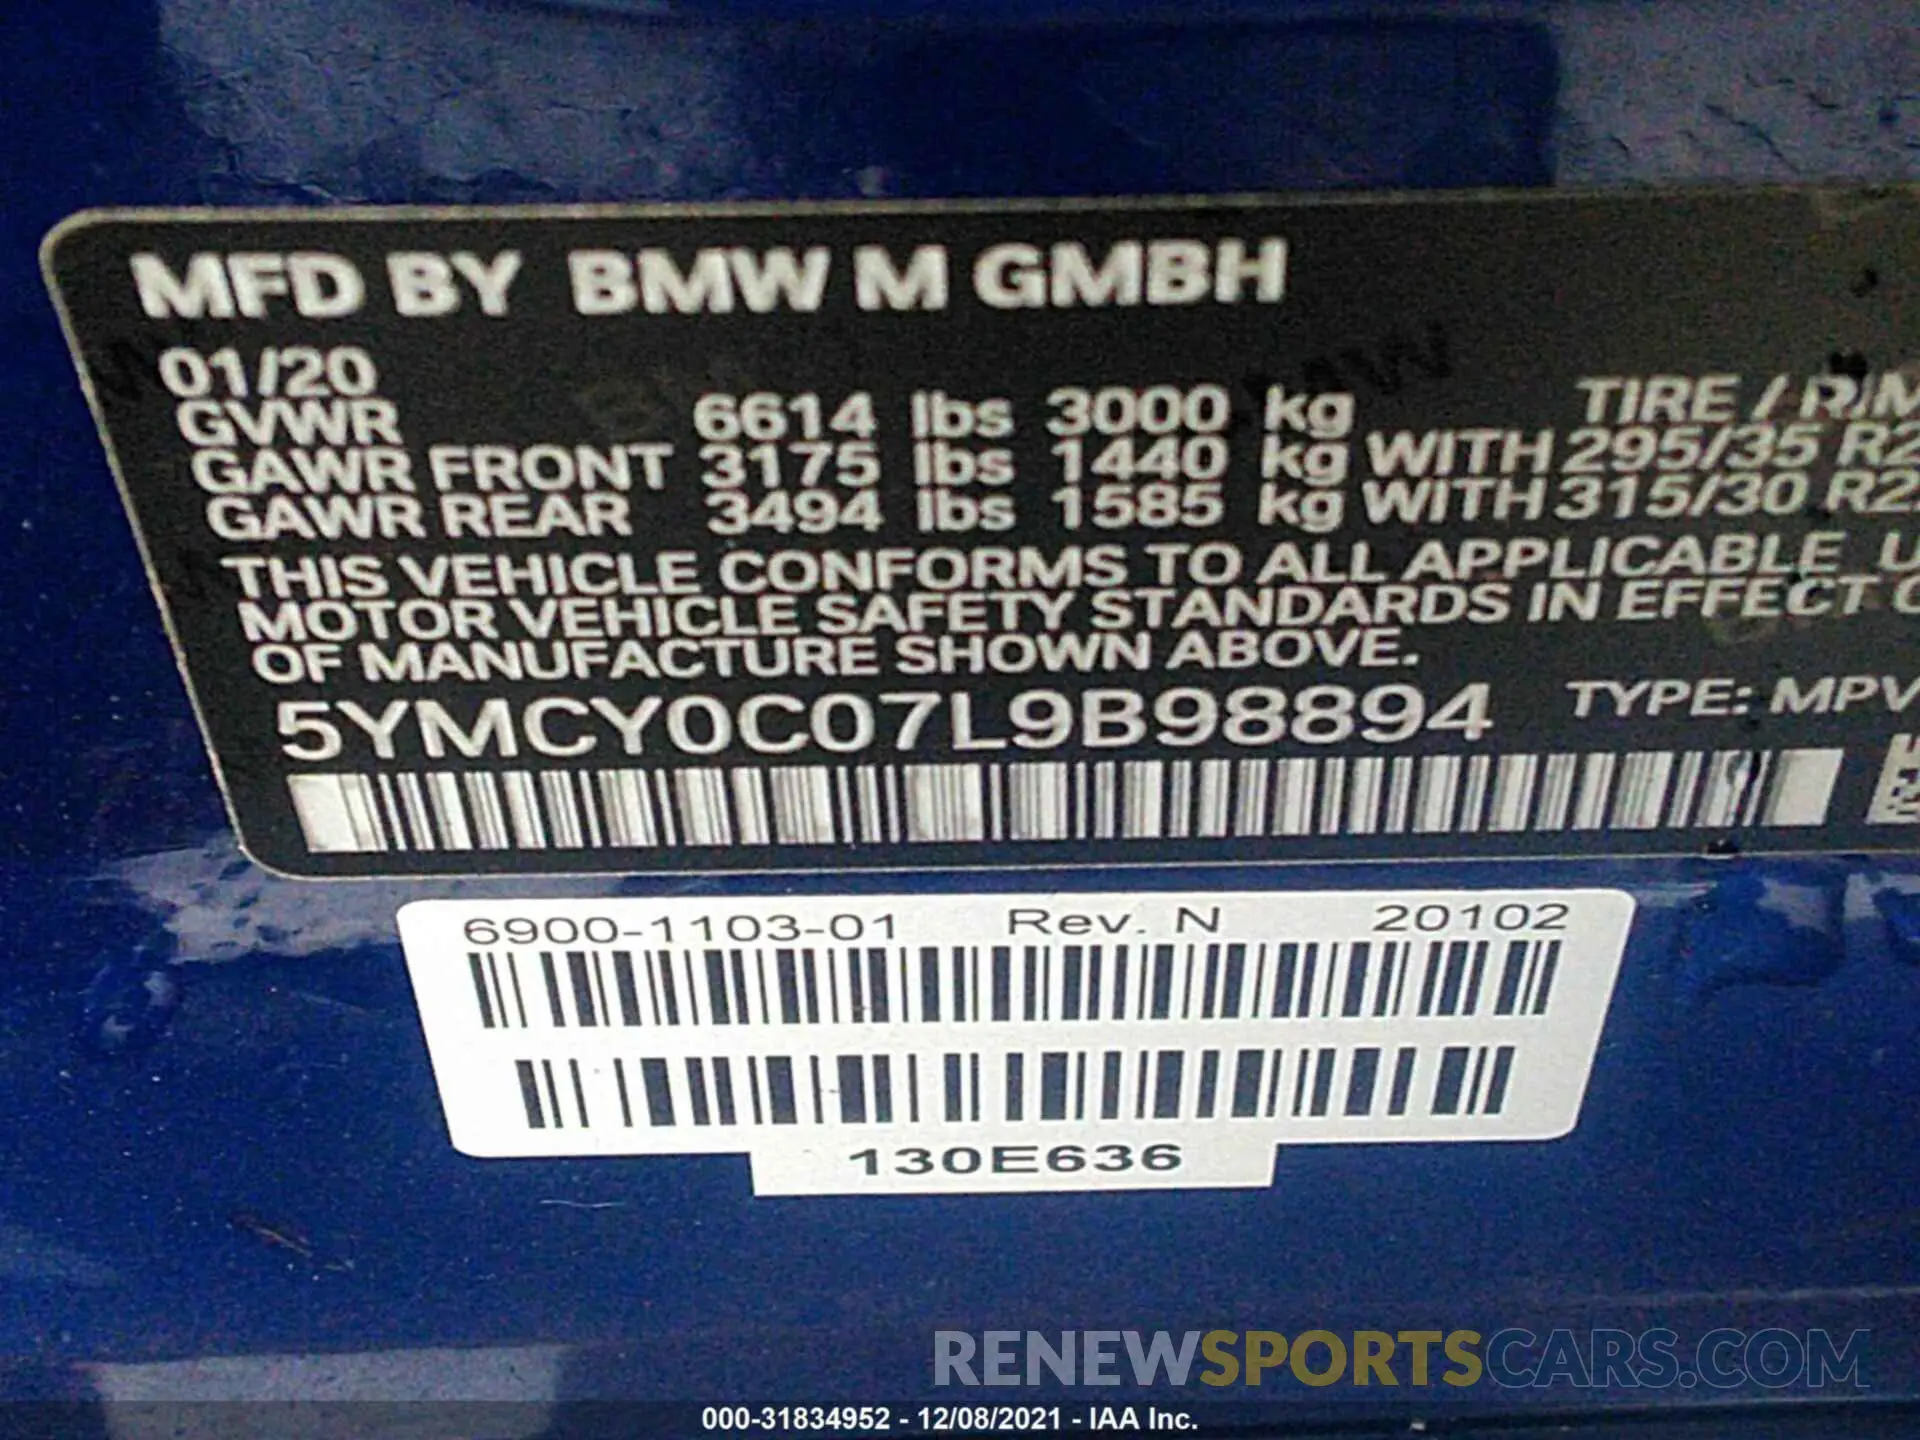 MFD BY BMW M GMBH
01/20
GVWR 6614 lbs 3000 kg TIRE / RIM
GAWR FRONT 3175 lbs 1440 kg WITH 295/35 R2
GAWR REAR 3494 lbs 1585 kg WITH 315/30 R2
THIS VEHICLE CONFORMS TO ALL APPLICABLE U
MOTOR VEHICLE SAFETY STANDARDS IN EFFECT O
OF MANUFACTURE SHOWN ABOVE.
5YMCY0C07L9B98894 TYPE: MPV
6900-1103-01 Rev. N 20102
130E636
RENEWSPORTSCARS.COM
000-31834952 - 12/08/2021 - IAA Inc.